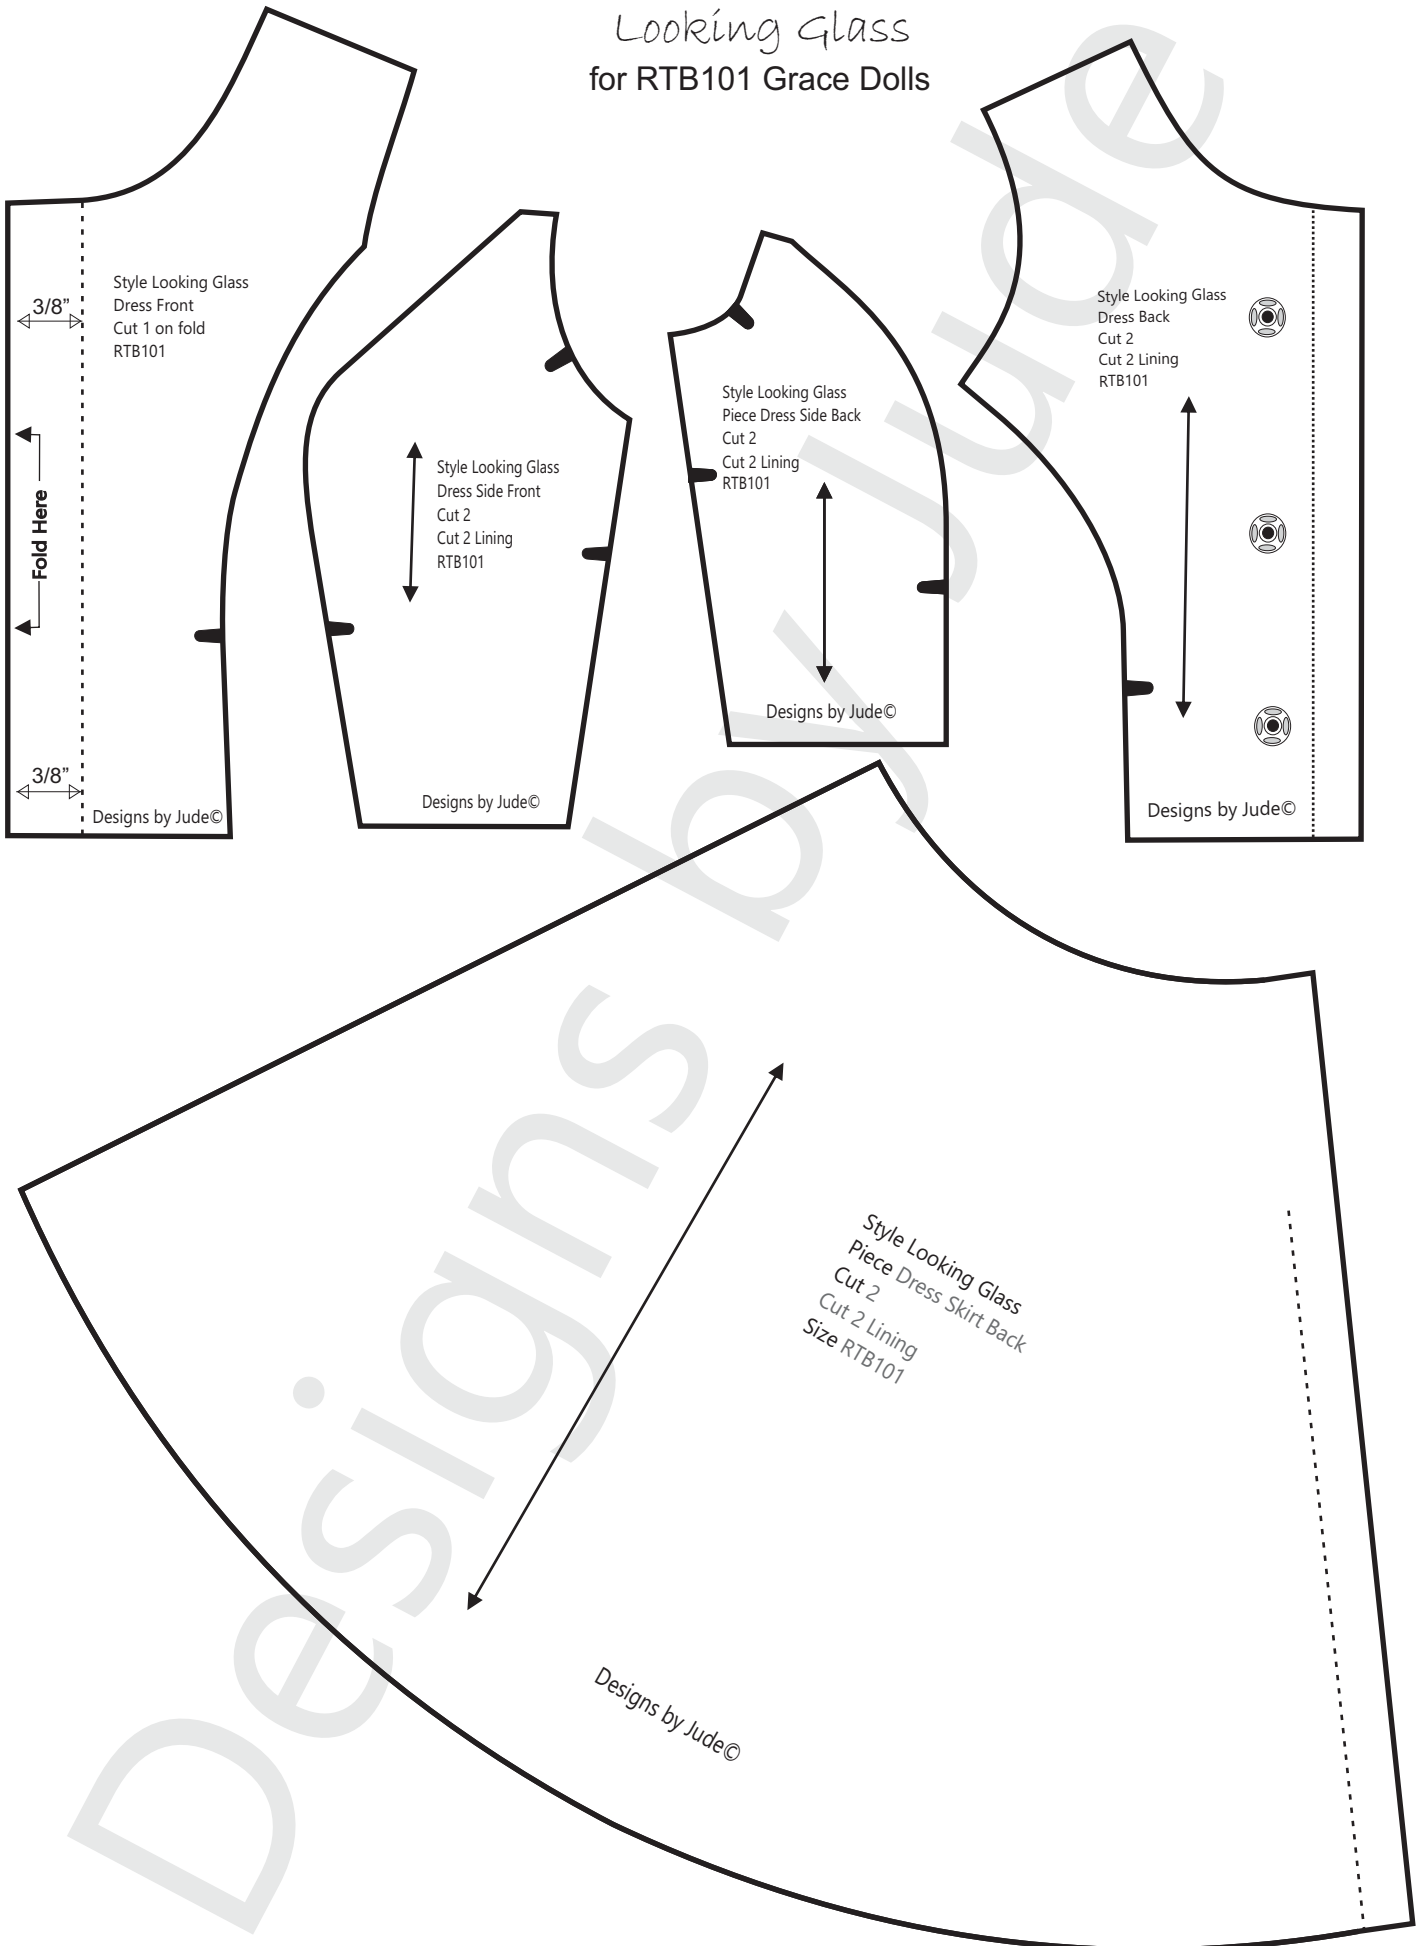 Looking Glass
for RTB101 Grace Dolls
Style Looking Glass
Dress Front
Cut 1 on fold
RTB101
3/8”
Fold Here
3/8”
Designs by Jude©
Style Looking Glass
Dress Side Front
Cut 2
Cut 2 Lining
RTB101
Designs by Jude©
Style Looking Glass
Piece Dress Side Back
Cut 2
Cut 2 Lining
RTB101
Designs by Jude©
Style Looking Glass
Dress Back
Cut 2
Cut 2 Lining
RTB101
Designs by Jude©
Style Looking Glass
Piece Dress Skirt Back
Cut 2
Cut 2 Lining
Size RTB101
Designs by Jude©
Designs by Jude